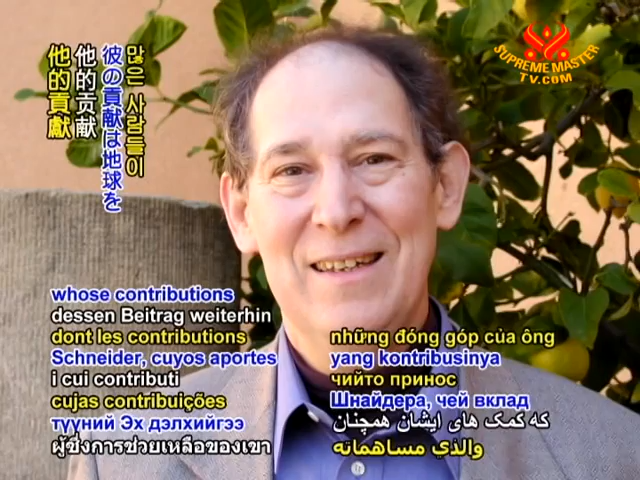 SUPREME MASTER
TV.COM
많은 사람들이
彼の貢献は地球を
他的贡献
他的貢獻
whose contributions
dessen Beitrag weiterhin
dont les contributions
Schneider, cuyos aportes
i cui contributi
cujas contribuições
түүний Эх дэлхийгээ
ผู้ซึ่งการช่วยเหลือของเขา
những đóng góp của ông
yang kontribusinya
чийто принос
Шнайдера, чей вклад
که کمک های ایشان همچنان
والذي مساهماته